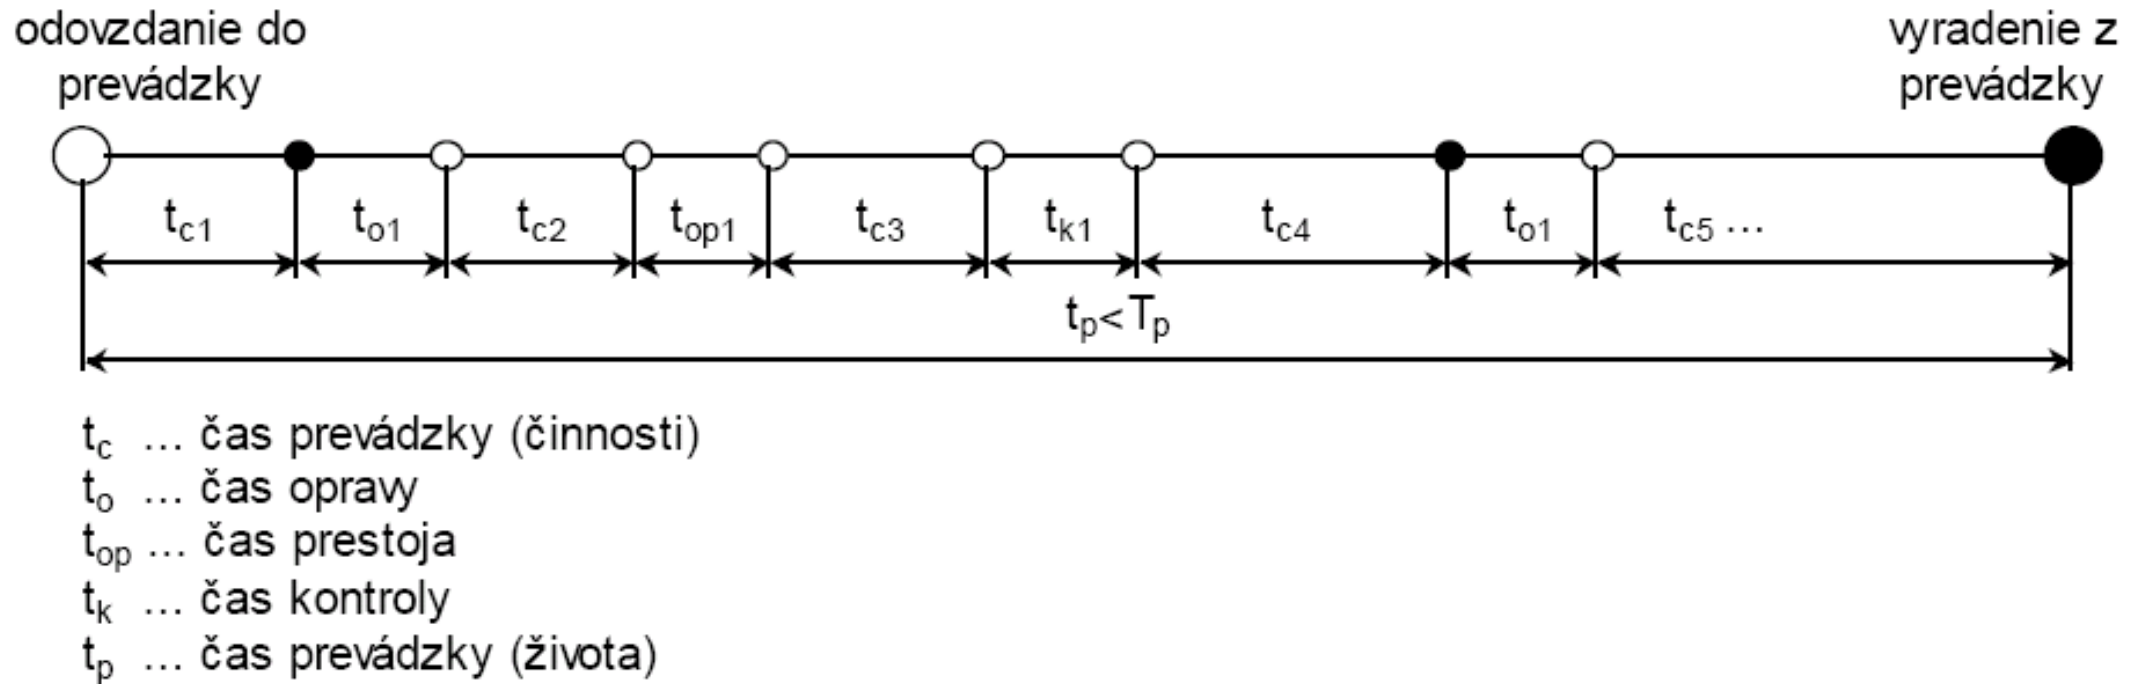 odovzdanie do
prevádzky
vyradenie z
prevádzky
tc1 to1 tc2 top1 tc3 tk1 tc4 to1 tc5 ...
tp<Tp
tc ... čas prevádzky (činnosti)
to ... čas opravy
top ... čas prestoja
tk ... čas kontroly
tp ... čas prevádzky (života)